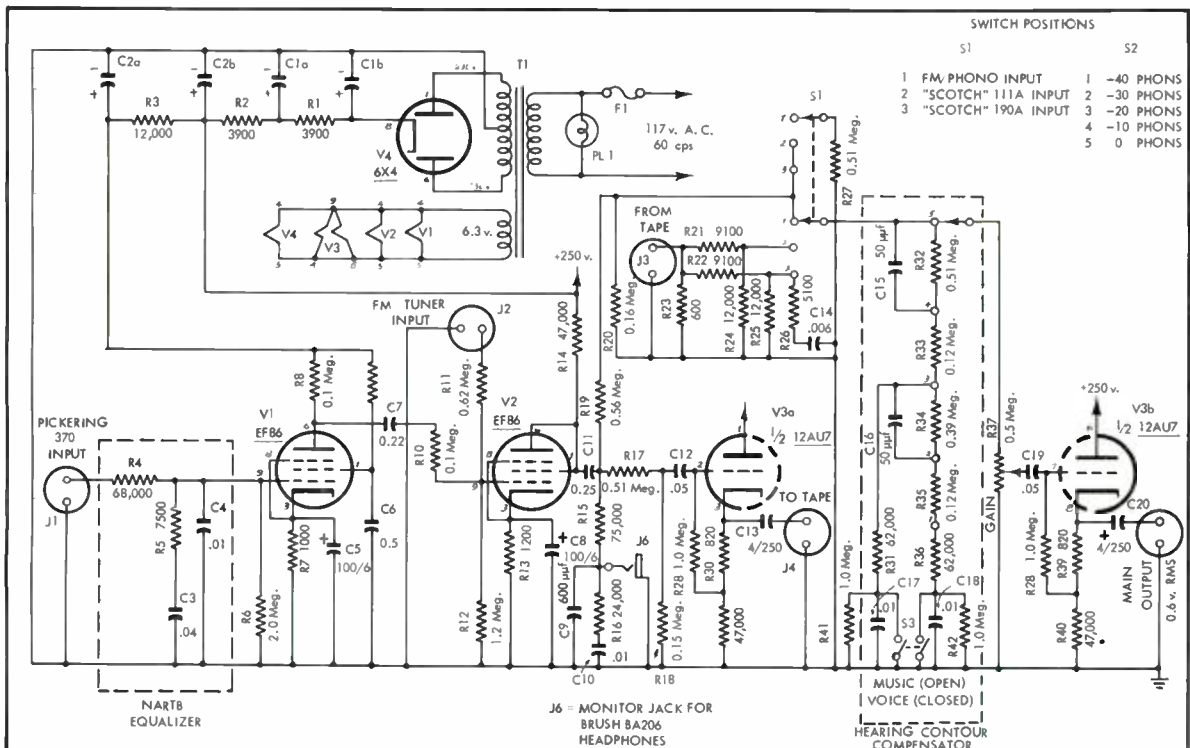 SWITCH POSITIONS
S1
S2
1 FM PHONO INPUT
2 "SCOTCH" 111A INPUT
3 "SCOTCH" 190A INPUT
1 -40 PHONS
2 -30 PHONS
3 -20 PHONS
4 -10 PHONS
5 0 PHONS
C2a
C2b
C1a
C1b
R3
12,000
R2
3900
R1
3900
V4
6X4
T1
F1
PL 1
117 v. A. C.
60 cps
S1
R27
0.51 Meg.
V4
V3
V2
V1
6.3 v.
+250 v.
FM TUNER
INPUT
J2
R14 47,000
R11
0.62 Meg.
FROM
TAPE
J3
R21 9100
R22 9100
R23
600
R24 12,000
R25 12,000
R26
5100
C14
.006
R20
0.16 Meg.
R19
0.56 Meg.
C15 50 µµf
R32
0.51 Meg.
R33
0.12 Meg.
C16
50 µµf
R34
0.39 Meg.
R35
0.12 Meg.
R36
62,000
R31 62,000
C17
.01
C18
.01
S3
R41
1.0 Meg.
R42
1.0 Meg.
MUSIC (OPEN)
VOICE (CLOSED)
HEARING CONTOUR
COMPENSATOR
R37
0.5 Meg.
GAIN
+250 v.
V3b
1/2 12AU7
C19
.05
R28 1.0 Meg.
R39 820
C20
4/250
R40
47,000
MAIN
OUTPUT
0.6 v. RMS
PICKERING
370
INPUT
J1
R4
68,000
R5 7500
C3
.04
C4
.01
NARTB
EQUALIZER
R6
2.0 Meg.
V1
EF86
R8
0.1 Meg.
R7 1000
C5
100/6
C6
0.5
C7
0.22
R10
0.1 Meg.
V2
EF86
R12
1.2 Meg.
R13 1200
C8
100/6
C9
600 µµf
C11
0.25
R15
75,000
R16 24,000
C10
.01
J6
R17
0.51 Meg.
R18
0.15 Meg.
C12
.05
R28 1.0 Meg.
R30 820
47,000
V3a
1/2 12AU7
C13
4/250
TO TAPE
J4
J6 = MONITOR JACK FOR
BRUSH BA206
HEADPHONES